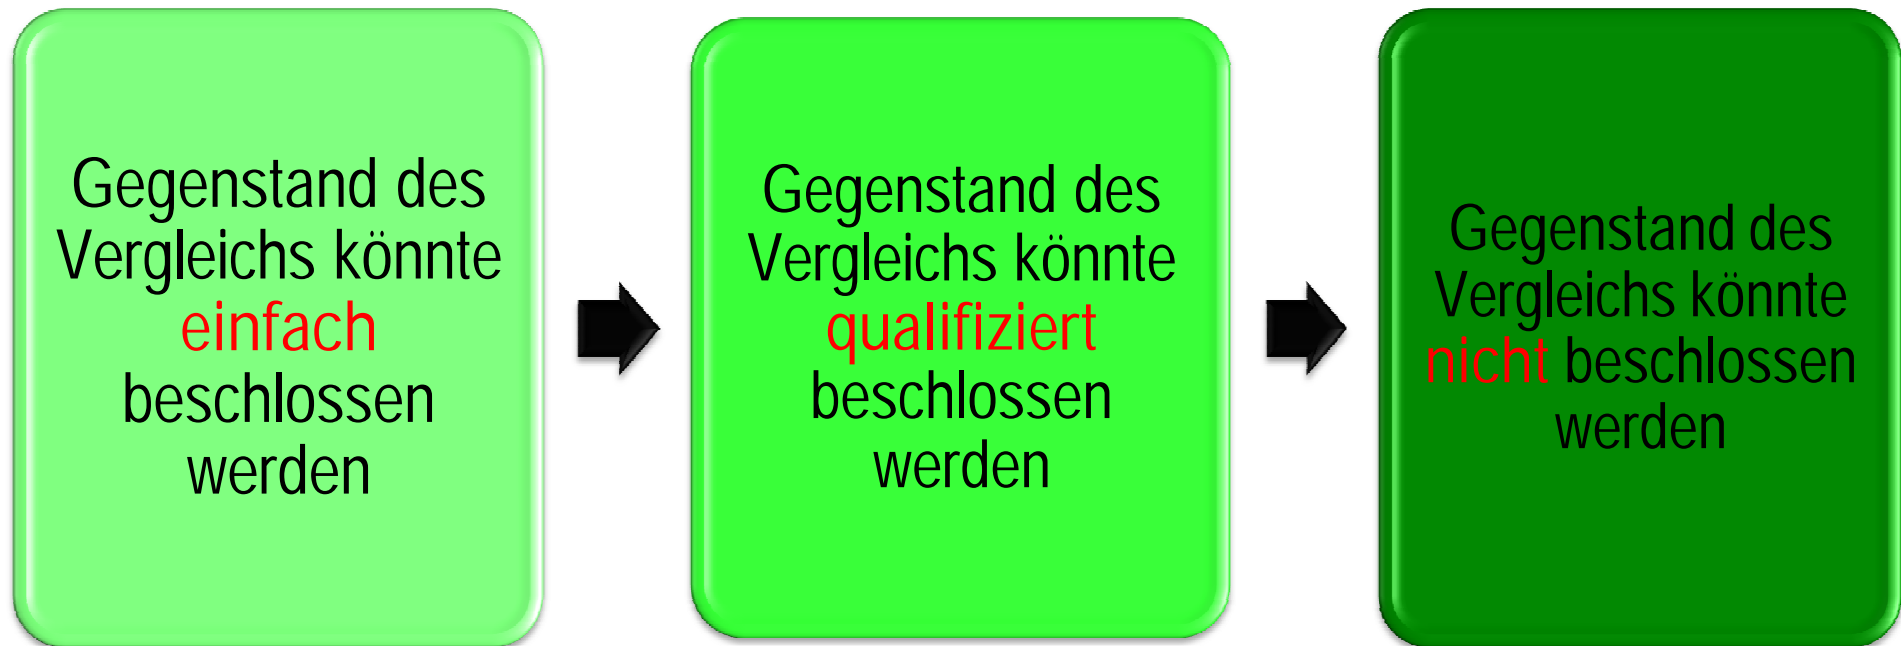 Gegenstand des
Vergleichs könnte
einfach
beschlossen
werden
Gegenstand des
Vergleichs könnte
qualifiziert
beschlossen
werden
Gegenstand des
Vergleichs könnte
nicht beschlossen
werden